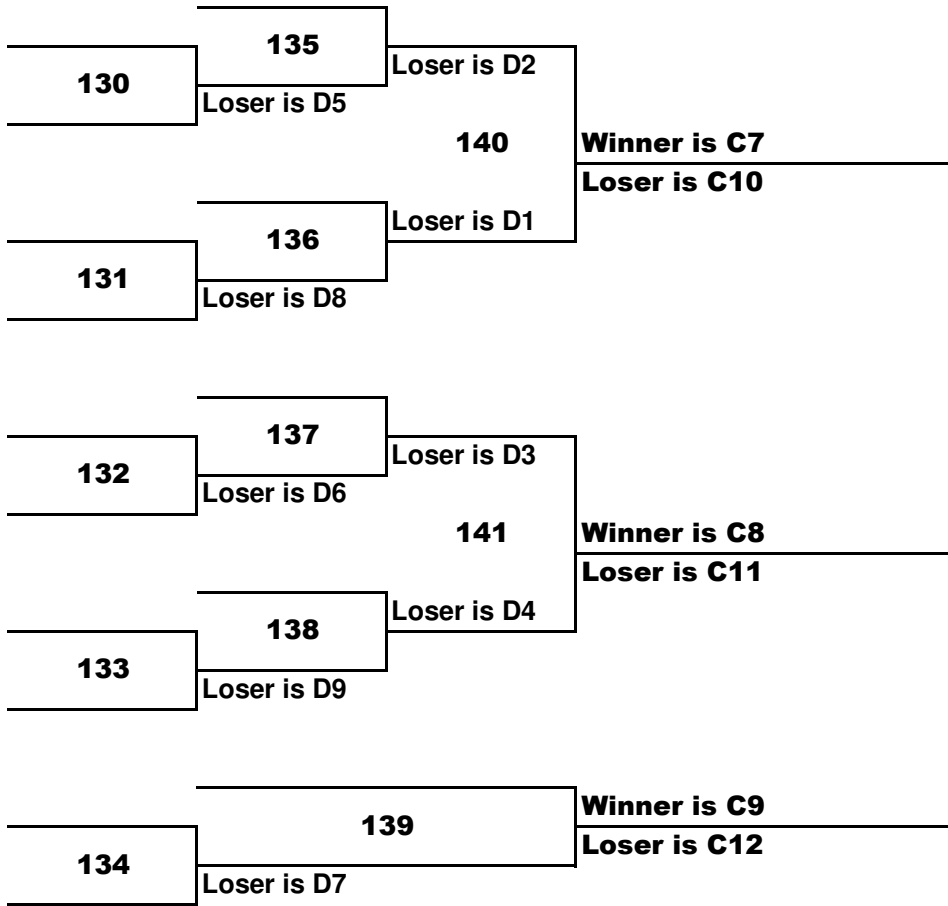 135
Loser is D2
130
Loser is D5
140
Winner is C7
Loser is C10
Loser is D1
136
131
Loser is D8
137
Loser is D3
132
Loser is D6
141
Winner is C8
Loser is C11
Loser is D4
138
133
Loser is D9
Winner is C9
139
Loser is C12
134
Loser is D7